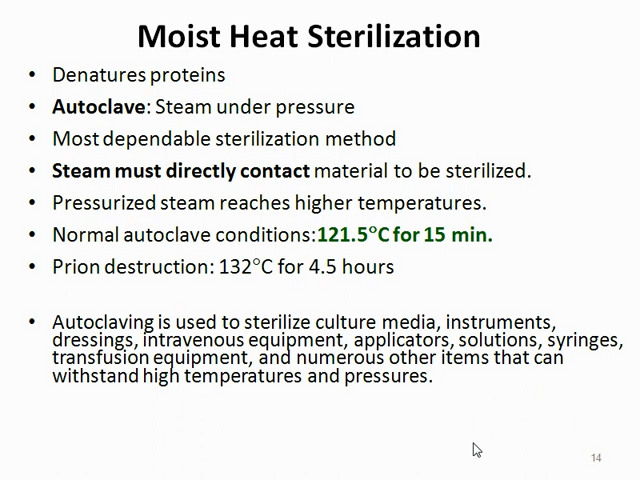 Moist Heat Sterilization
• Denatures proteins
• Autoclave: Steam under pressure
• Most dependable sterilization method
• Steam must directly contact material to be sterilized.
• Pressurized steam reaches higher temperatures.
• Normal autoclave conditions:121.5°C for 15 min.
• Prion destruction: 132°C for 4.5 hours
• Autoclaving is used to sterilize culture media, instruments,
dressings, intravenous equipment, applicators, solutions, syringes,
transfusion equipment, and numerous other items that can
withstand high temperatures and pressures.
14